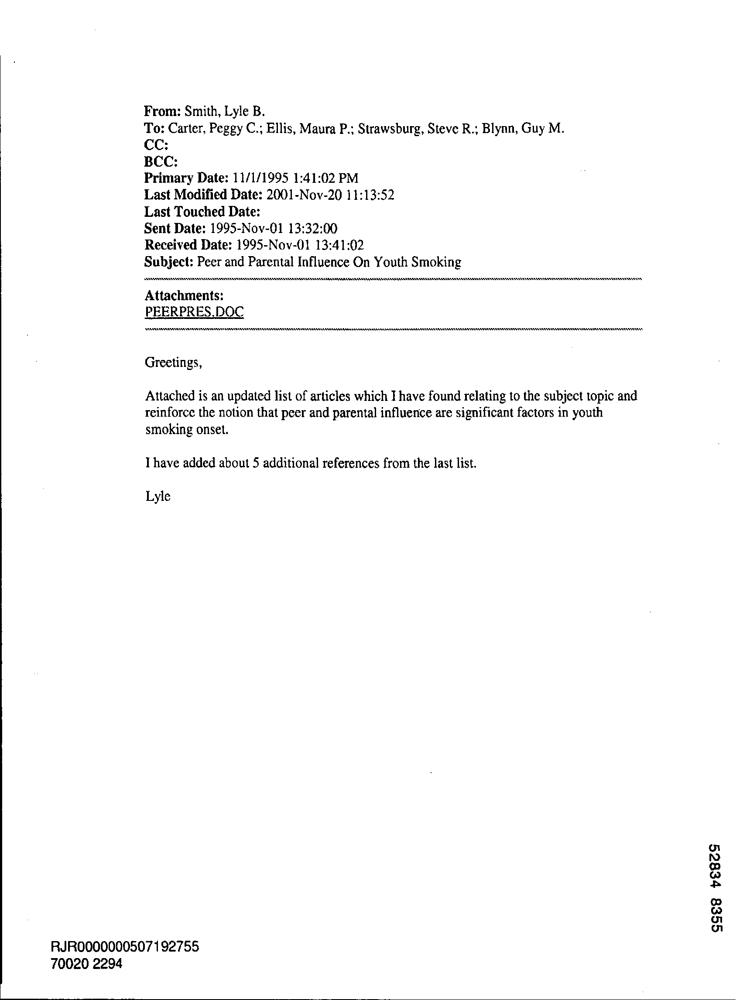 From: Smith, Lyle B.
To: Carter, Peggy C.; Ellis, Maura P.; Strawsburg, Steve R.; Blynn, Guy M.
CC:
BCC:
Primary Date: 11/1/1995 1:41:02 PM
Last Modified Date: 2001-Nov-20 11:13:52
Last Touched Date:
Sent Date: 1995-Nov-01 13:32:00
Received Date: 1995-Nov-01 13:41:02
Subject: Peer and Parental Influence On Youth Smoking
Attachments:
PEERPRES.DOC
Greetings,
Attached is an updated list of articles which I have found relating to the subject topic and
reinforce the notion that peer and parental influence are significant factors in youth
smoking onset.
I have added about 5 additional references from the last list.
Lyle
52834 8355
RJR0000000507192755
70020 2294